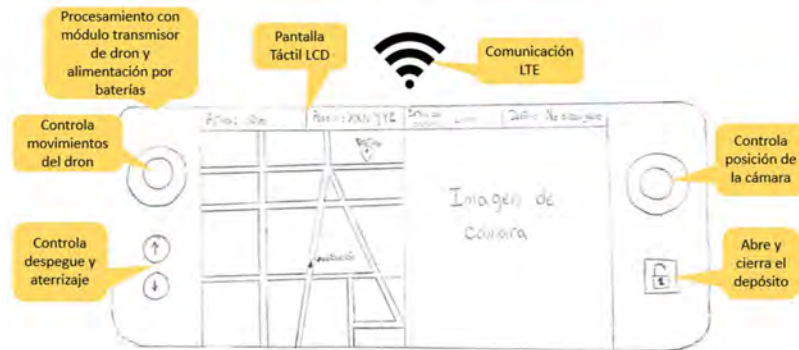 Procesamiento con
módulo transmisor
de dron y
alimentación por
baterías
Pantalla
Táctil LCD
Comunicación
LTE
Controla
movimientos
del dron
Controla
posición de
la cámara
Controla
despegue y
aterrizaje
Abre y
cierra el
depósito
Imagen de
cámara